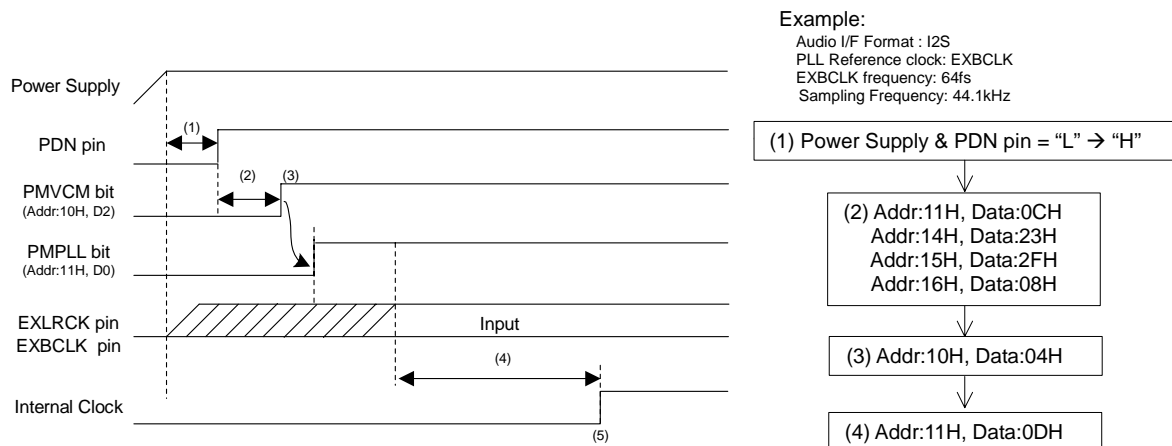 Power Supply
PDN pin
PMVCM bit
(Addr:10H, D2)
PMPLL bit
(Addr:11H, D0)
EXLRCK pin
EXBCLK pin
Internal Clock
(1)
(2)
(3)
Input
(4)
(5)
Example:
Audio I/F Format : I2S
PLL Reference clock: EXBCLK
EXBCLK frequency: 64fs
Sampling Frequency: 44.1kHz
(1) Power Supply & PDN pin = “L” → “H”
(2) Addr:11H, Data:0CH
Addr:14H, Data:23H
Addr:15H, Data:2FH
Addr:16H, Data:08H
(3) Addr:10H, Data:04H
(4) Addr:11H, Data:0DH